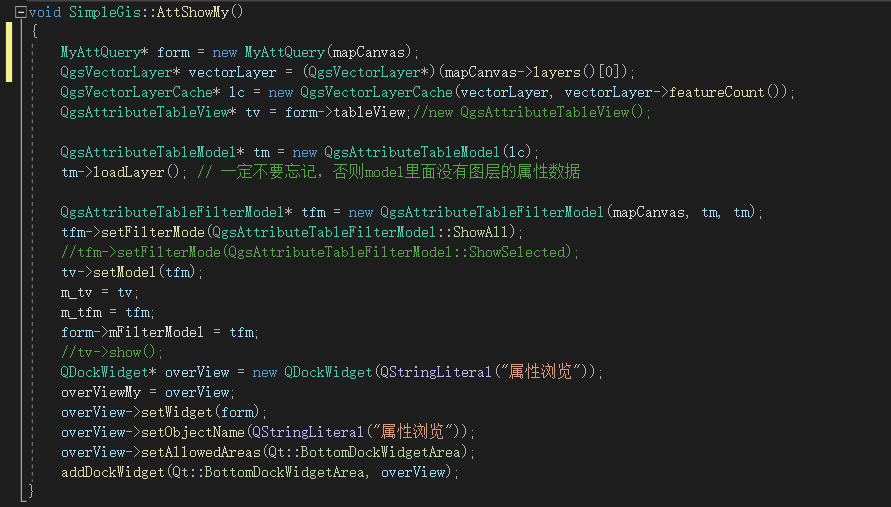 void SimpleGis::AttShowMy()
{
MyAttQuery* form = new MyAttQuery(mapCanvas);
QgsVectorLayer* vectorLayer = (QgsVectorLayer*)(mapCanvas->layers()[0]);
QgsVectorLayerCache* lc = new QgsVectorLayerCache(vectorLayer, vectorLayer->featureCount());
QgsAttributeTableView* tv = form->tableView;//new QgsAttributeTableView();
QgsAttributeTableModel* tm = new QgsAttributeTableModel(lc);
tm->loadLayer(); // 一定不要忘记，否则model里面没有图层的属性数据
QgsAttributeTableFilterModel* tfm = new QgsAttributeTableFilterModel(mapCanvas, tm, tm);
tfm->setFilterMode(QgsAttributeTableFilterModel::ShowAll);
//tfm->setFilterMode(QgsAttributeTableFilterModel::ShowSelected);
tv->setModel(tfm);
m_tv = tv;
m_tfm = tfm;
form->mFilterModel = tfm;
//tv->show();
QDockWidget* overView = new QDockWidget(QStringLiteral("属性浏览"));
overViewMy = overView;
overView->setWidget(form);
overView->setObjectName(QStringLiteral("属性浏览"));
overView->setAllowedAreas(Qt::BottomDockWidgetArea);
addDockWidget(Qt::BottomDockWidgetArea, overView);
}